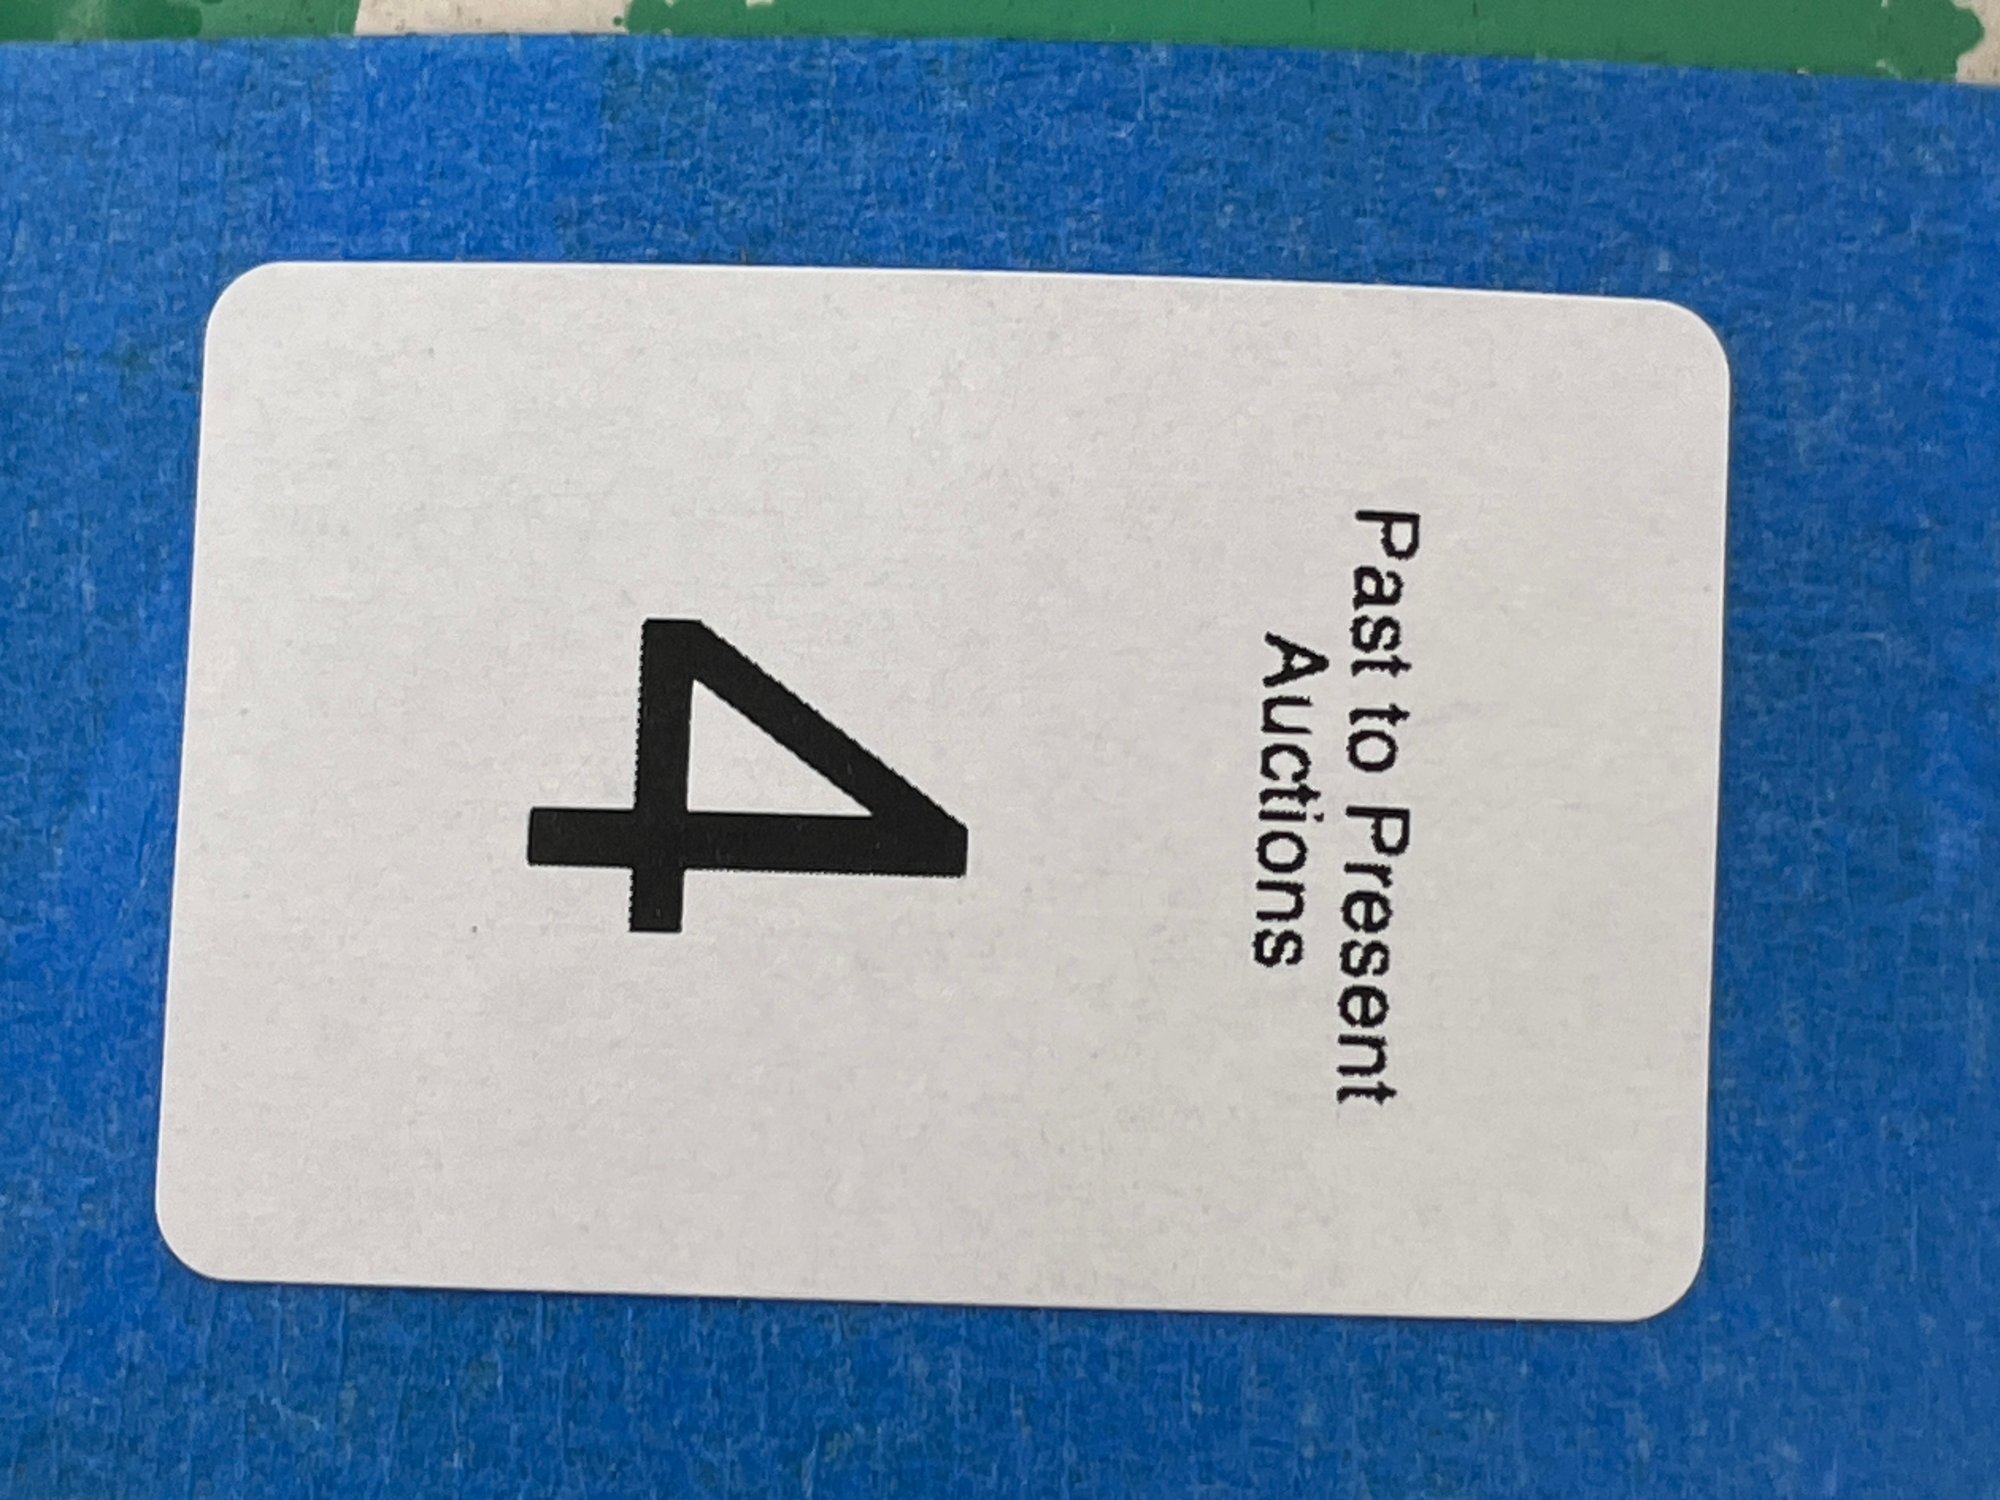 Past to Present
Auctions
4